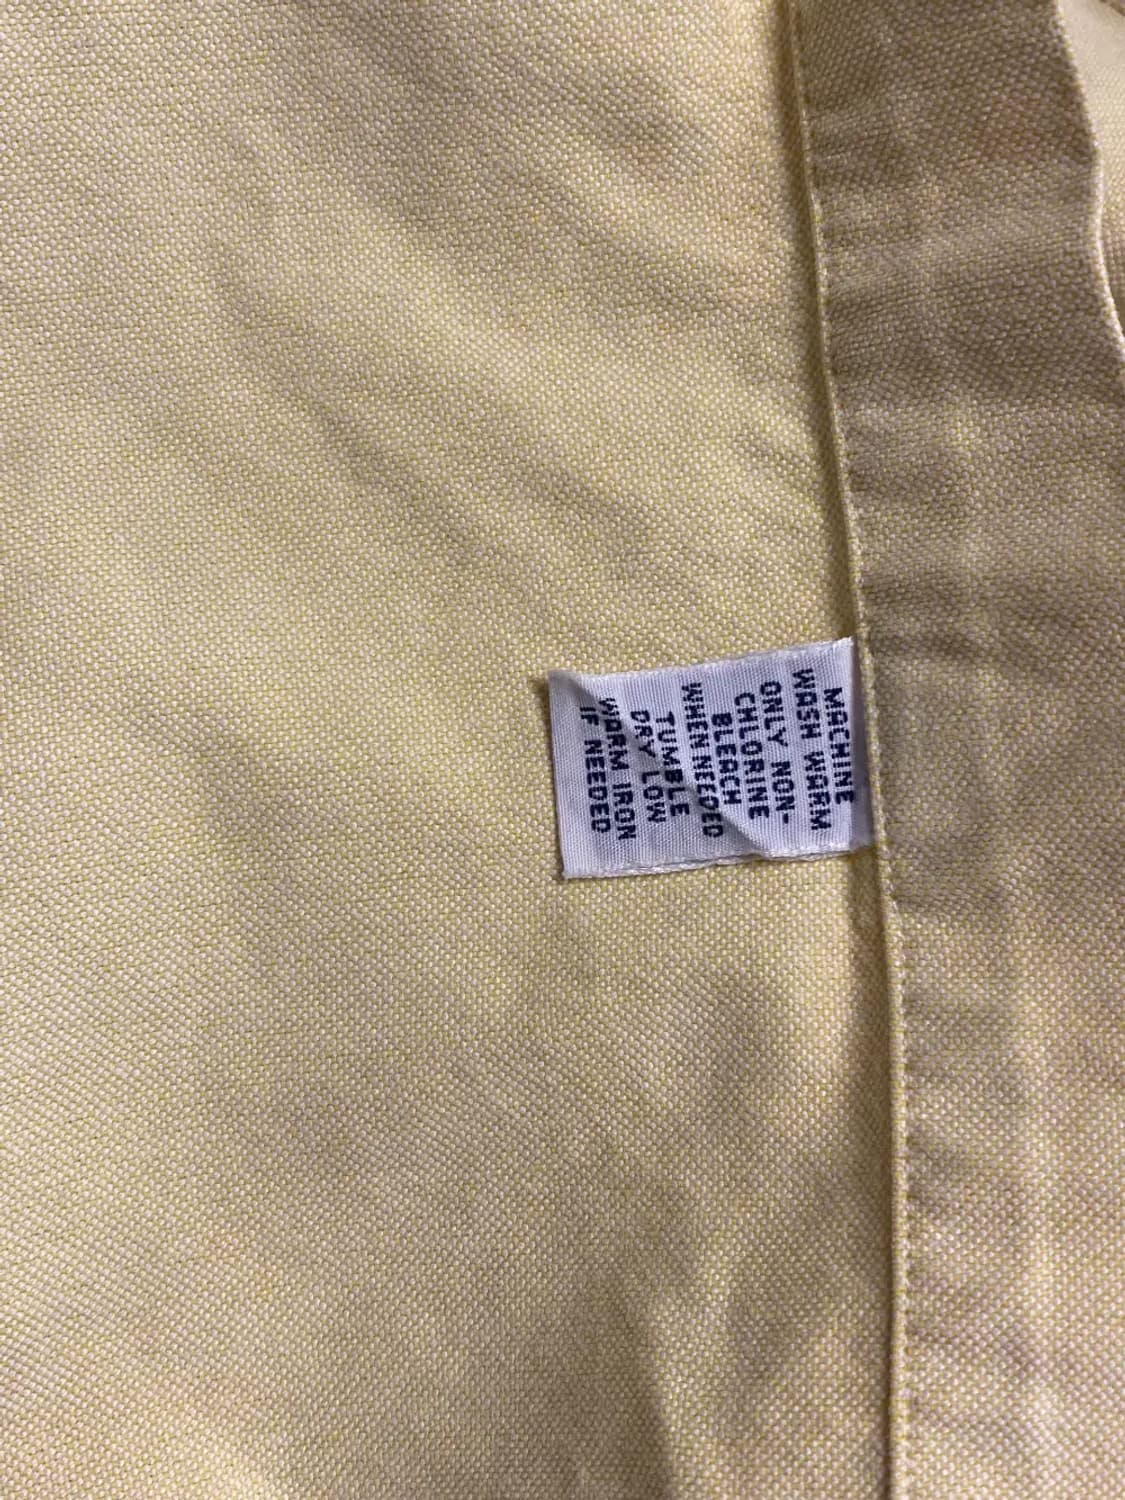 MACHINE
WASH WARM
ONLY NON-
CHLORINE
BLEACH
WHEN NEEDED
TUMBLE
DRY LOW
WARM IRON
IF NEEDED